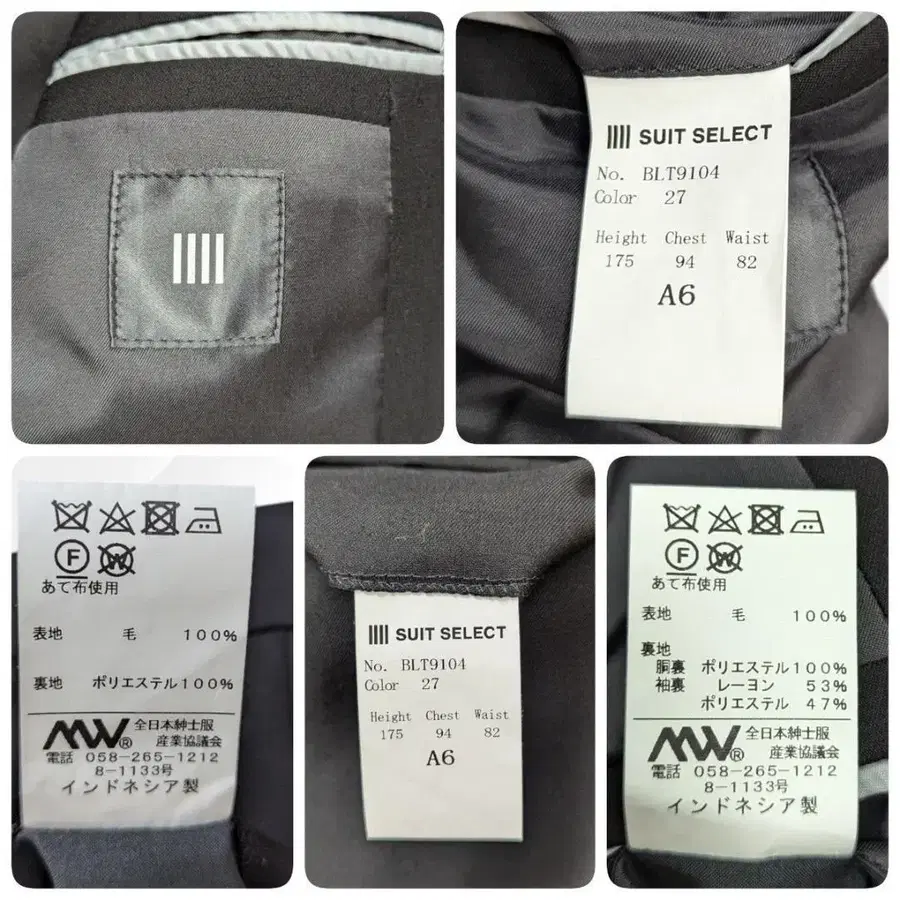 SUIT SELECT
No. BLT9104
Color 27
Height Chest Waist
175 94 82
A6
F W
あて布使用
表地 毛 100%
裏地 ポリエステル100%
MW® 全日本紳士服
産業協議会
電話 058-265-1212
8-1133号
インドネシア製
SUIT SELECT
No. BLT9104
Color 27
Height Chest Waist
175 94 82
A6
F W
あて布使用
表地 毛 100%
裏地
胴裏 ポリエステル100%
袖裏 レーヨン 53%
ポリエステル 47%
MW® 全日本紳士服
産業協議会
電話 058-265-1212
8-1133号
インドネシア製